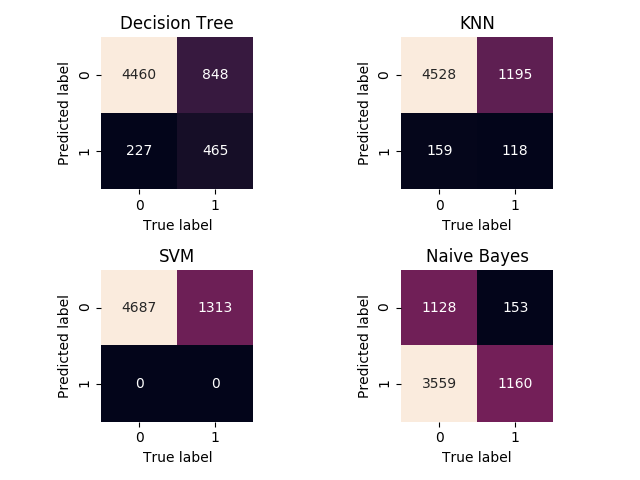 Decision Tree
Predicted label
0
4460 848
1
227 465
0 1
True label
KNN
Predicted label
0
4528 1195
1
159 118
0 1
True label
SVM
Predicted label
0
4687 1313
1
0 0
0 1
True label
Naive Bayes
Predicted label
0
1128 153
1
3559 1160
0 1
True label